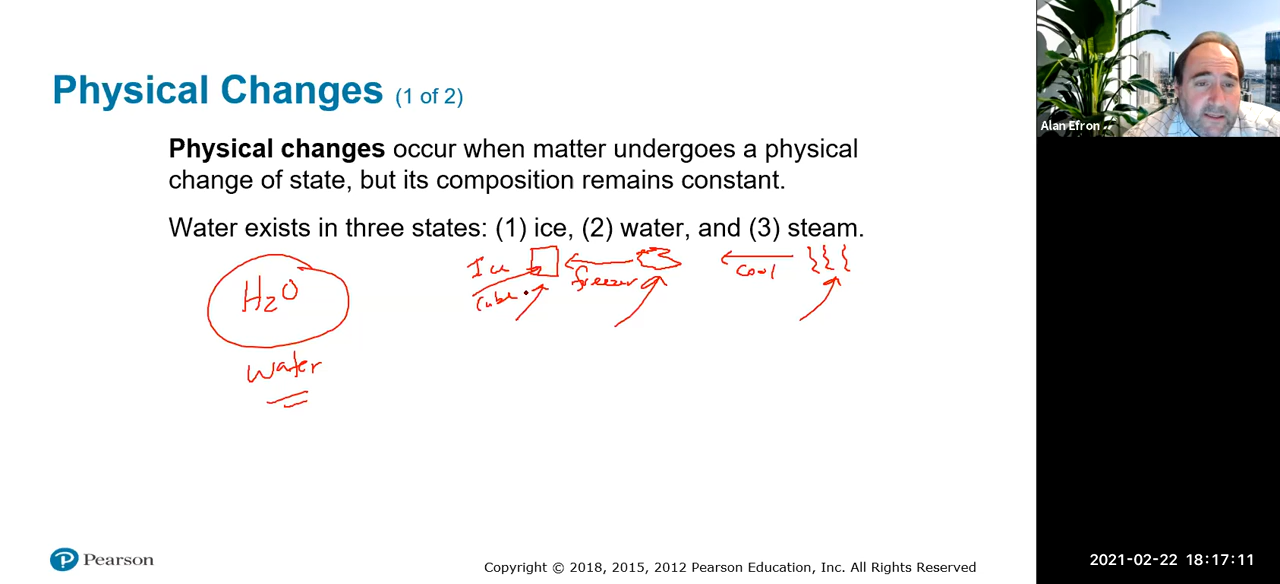 Physical Changes (1 of 2)
Physical changes occur when matter undergoes a physical
change of state, but its composition remains constant.
Water exists in three states: (1) ice, (2) water, and (3) steam.
Ice
Cube
freezer
cool
H2O
water
Pearson
Copyright © 2018, 2015, 2012 Pearson Education, Inc. All Rights Reserved
Alan Efron
2021-02-22 18:17:11